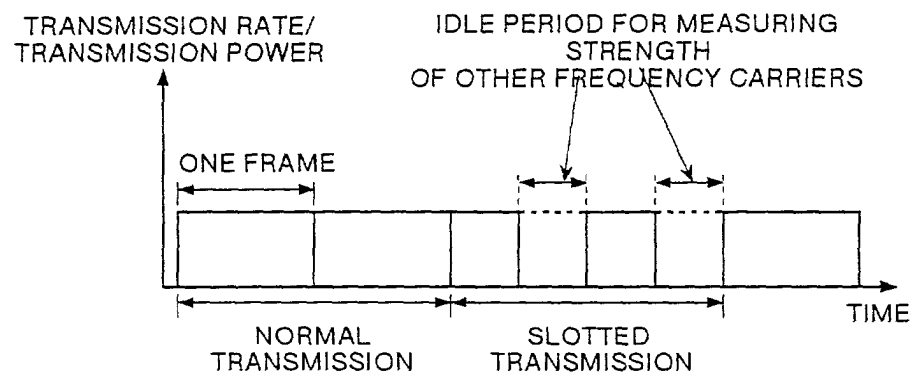 TRANSMISSION RATE/
TRANSMISSION POWER
IDLE PERIOD FOR MEASURING
STRENGTH
OF OTHER FREQUENCY CARRIERS
ONE FRAME
TIME
NORMAL
TRANSMISSION
SLOTTED
TRANSMISSION